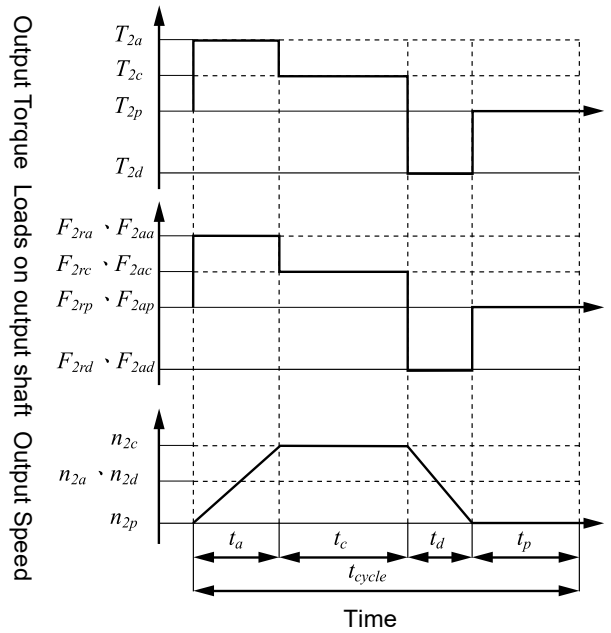 Output Torque
T2a
T2c
T2p
T2d
Loads on output shaft
F2ra、F2aa
F2rc、F2ac
F2rp、F2ap
F2rd、F2ad
Output Speed
n2c
n2a、n2d
n2p
ta tc td tp
tcycle
Time